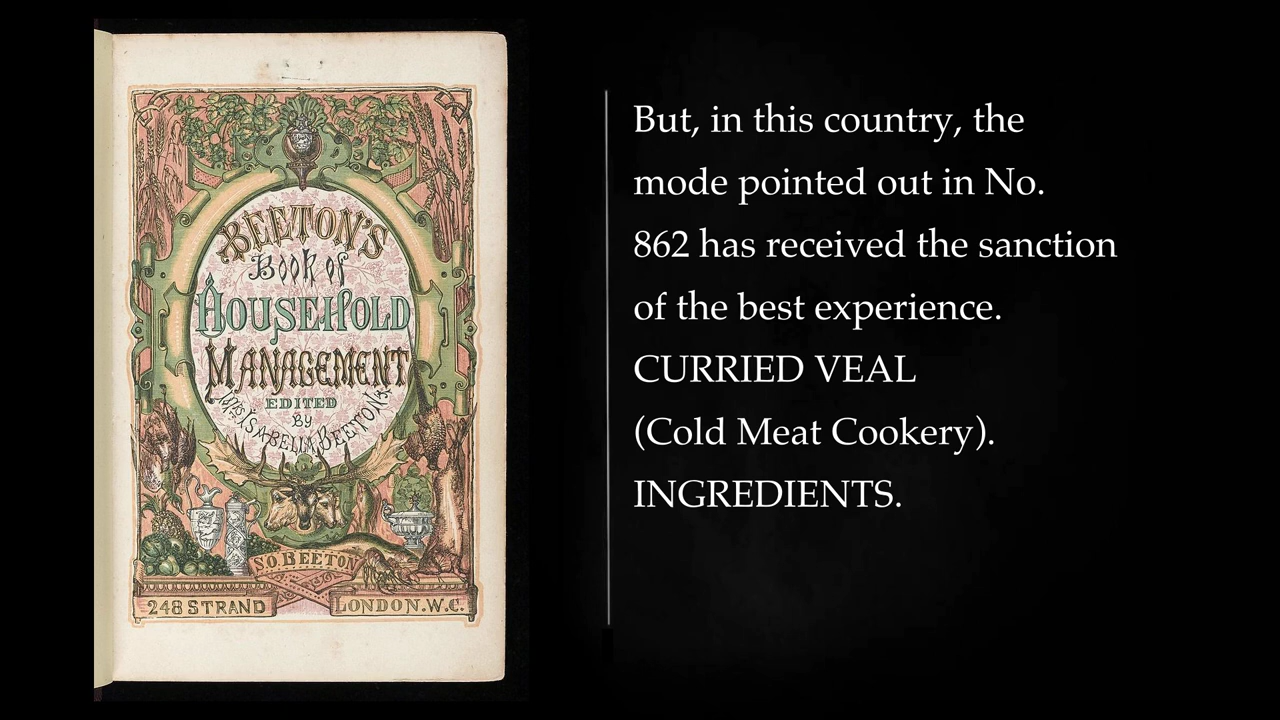 BEETON'S
Book of
HOUSEHOLD
MANAGEMENT
EDITED
BY
MRS ISABELLA BEETON
S.O. BEETON
248 STRAND
LONDON.W.C.
But, in this country, the
mode pointed out in No.
862 has received the sanction
of the best experience.
CURRIED VEAL
(Cold Meat Cookery).
INGREDIENTS.